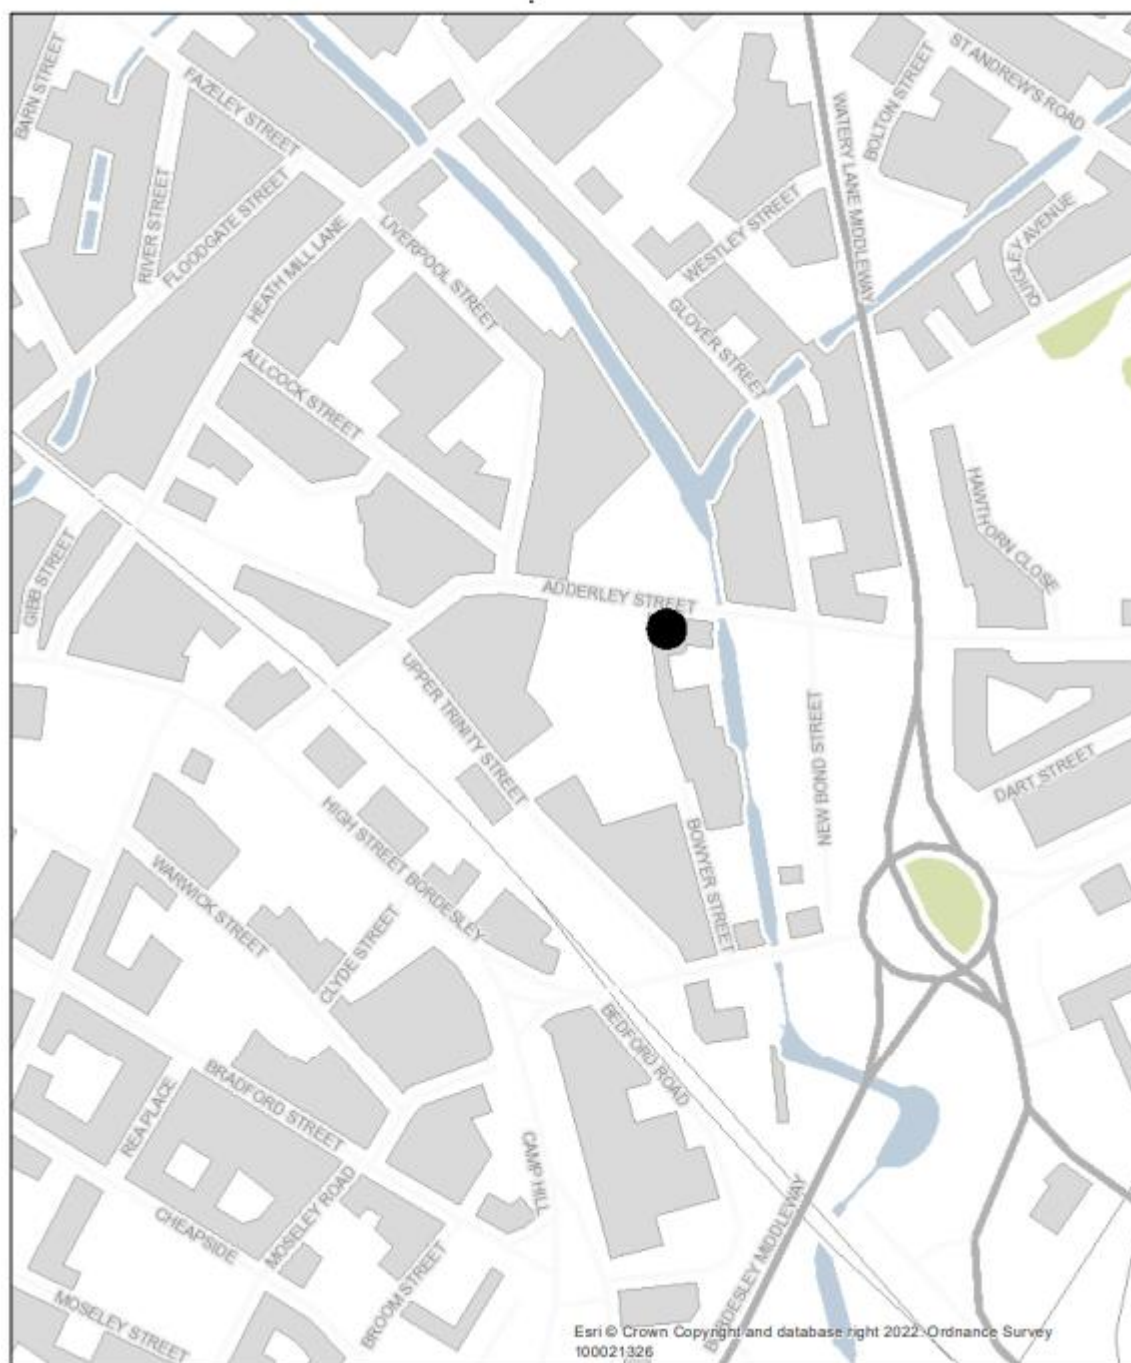 BARN STREET
FAZELEY STREET
RIVER STREET
FLOODGATE STREET
HEATH MILL LANE
LIVERPOOL STREET
ALLCOCK STREET
GIBB STREET
WATERY LANE MIDDLEWAY
BOLTON STREET
ST ANDREW'S ROAD
WESTLEY STREET
GLOVER STREET
QUIGLEY AVENUE
HAWTHORN CLOSE
ADDERLEY STREET
UPPER TRINITY STREET
NEW BOND STREET
DART STREET
HIGH STREET BORDESLEY
BOWYER STREET
WARWICK STREET
CLYDE STREET
BEDFORD ROAD
BRADFORD STREET
REA PLACE
CAMP HILL
MOSELEY ROAD
CHEAPSIDE
BROOM STREET
MOSELEY STREET
BORDESLEY MIDDLEWAY
Esri © Crown Copyright and database right 2022. Ordnance Survey
100021326